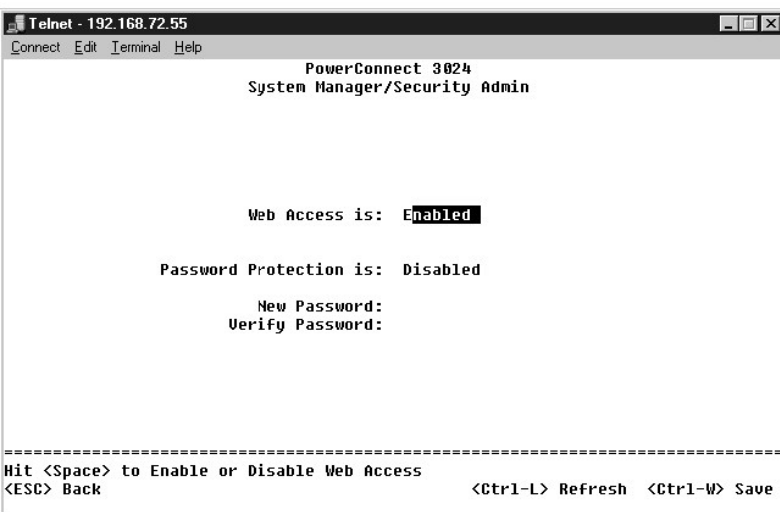 Telnet - 192.168.72.55
Connect Edit Terminal Help
PowerConnect 3024
System Manager/Security Admin
Web Access is: Enabled
Password Protection is: Disabled
New Password:
Verify Password:
================================================================================
Hit <Space> to Enable or Disable Web Access
<ESC> Back <Ctrl-L> Refresh <Ctrl-W> Save